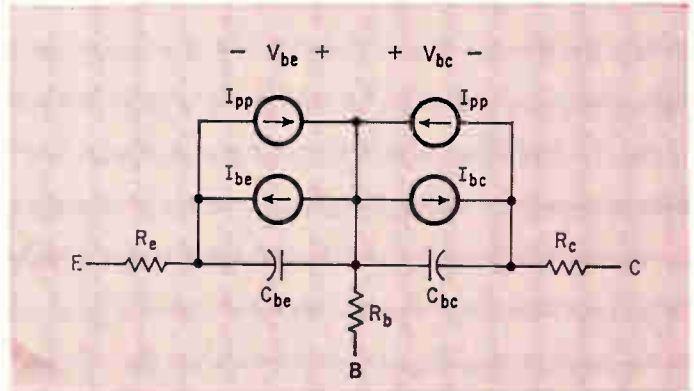 - V_be + + V_bc -
I_pp I_pp
I_be I_bc
E R_e R_c C
C_be C_bc
R_b
B